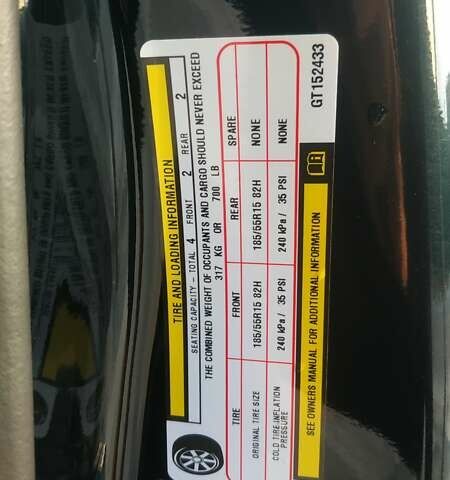 TIRE AND LOADING INFORMATION
SEATING CAPACITY - TOTAL 4 FRONT 2 REAR 2
THE COMBINED WEIGHT OF OCCUPANTS AND CARGO SHOULD NEVER EXCEED
317 KG OR 700 LB
TIRE FRONT REAR SPARE
ORIGINAL TIRE SIZE 185/55R15 82H 185/55R15 82H NONE
COLD TIRE INFLATION PRESSURE 240 kPa / 35 PSI 240 kPa / 35 PSI NONE
SEE OWNERS MANUAL FOR ADDITIONAL INFORMATION
GT152433